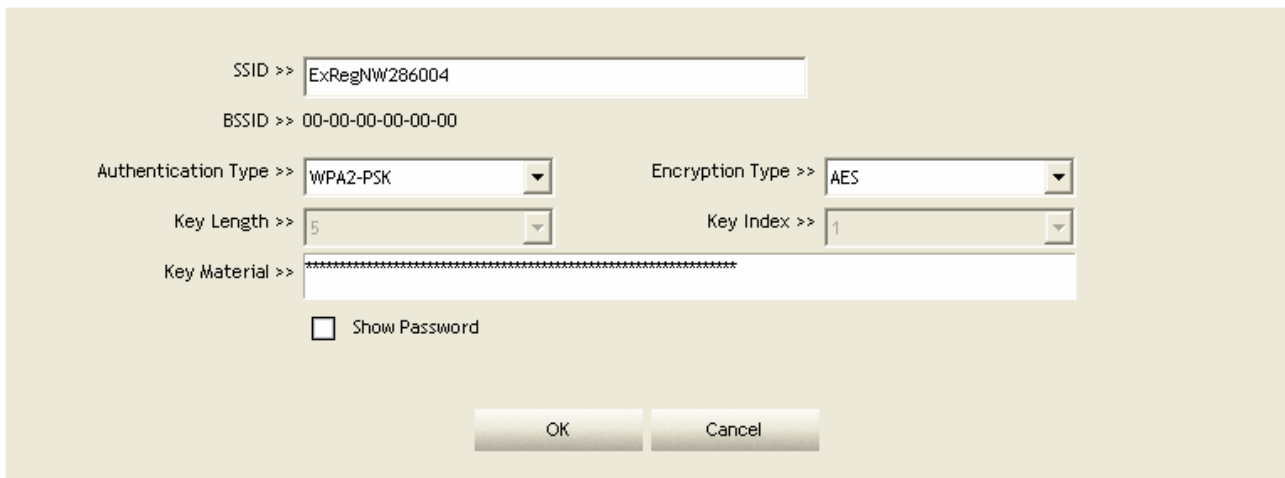 SSID >> ExRegNW286004
BSSID >> 00-00-00-00-00-00
Authentication Type >> WPA2-PSK Encryption Type >> AES
Key Length >> 5 Key Index >> 1
Key Material >> ****************************************************************
Show Password
OK Cancel